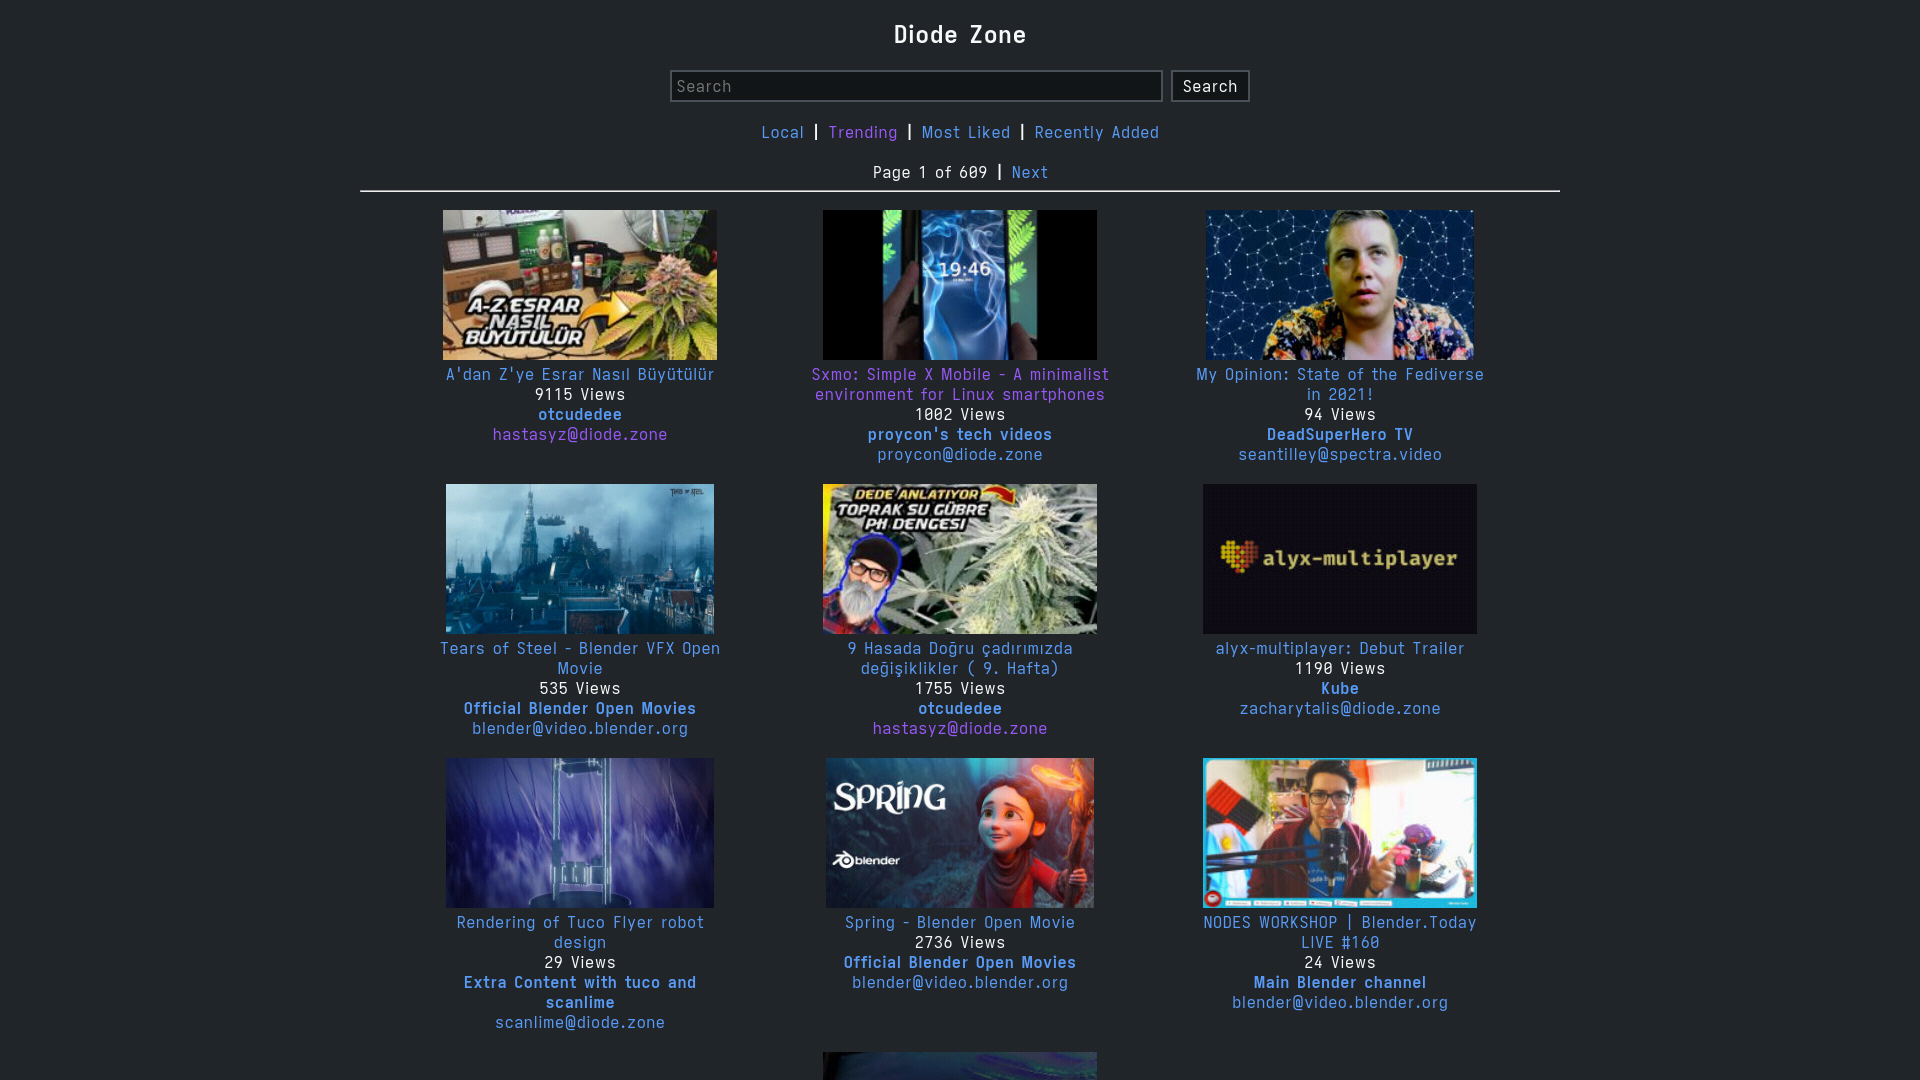 Diode Zone
Search
Search
Local | Trending | Most Liked | Recently Added
Page 1 of 609 | Next
A-Z ESRAR
NASIL
BÜYÜTÜLÜR
A'dan Z'ye Esrar Nasıl Büyütülür
9115 Views
otcudedee
hastasyz@diode.zone
19:46
Sxmo: Simple X Mobile - A minimalist
environment for Linux smartphones
1002 Views
proycon's tech videos
proycon@diode.zone
My Opinion: State of the Fediverse
in 2021!
94 Views
DeadSuperHero TV
seantilley@spectra.video
Tears of Steel - Blender VFX Open
Movie
535 Views
Official Blender Open Movies
blender@video.blender.org
DEDE ANLATIYOR
TOPRAK SU GÜBRE
PH DENGESI
9 Hasada Doğru çadırımızda
değişiklikler ( 9. Hafta)
1755 Views
otcudedee
hastasyz@diode.zone
alyx-multiplayer
alyx-multiplayer: Debut Trailer
1190 Views
Kube
zacharytalis@diode.zone
Rendering of Tuco Flyer robot
design
29 Views
Extra Content with tuco and
scanlime
scanlime@diode.zone
SPRING
blender
Spring - Blender Open Movie
2736 Views
Official Blender Open Movies
blender@video.blender.org
NODES WORKSHOP | Blender.Today
LIVE #160
24 Views
Main Blender channel
blender@video.blender.org